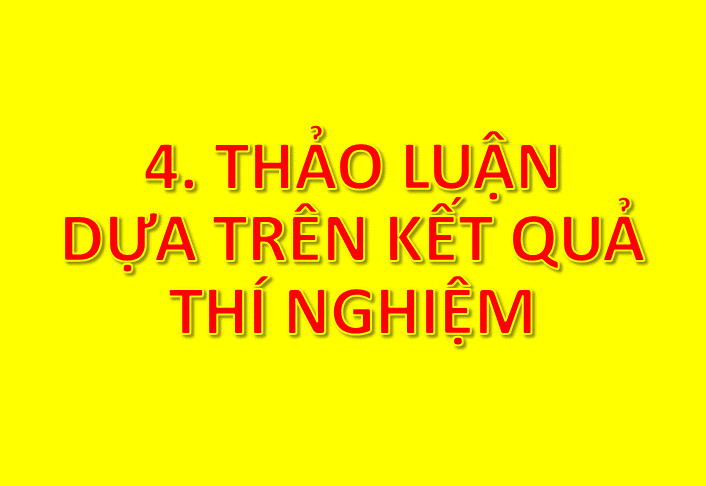 4. THẢO LUẬN
DỰA TRÊN KẾT QUẢ
THÍ NGHIỆM